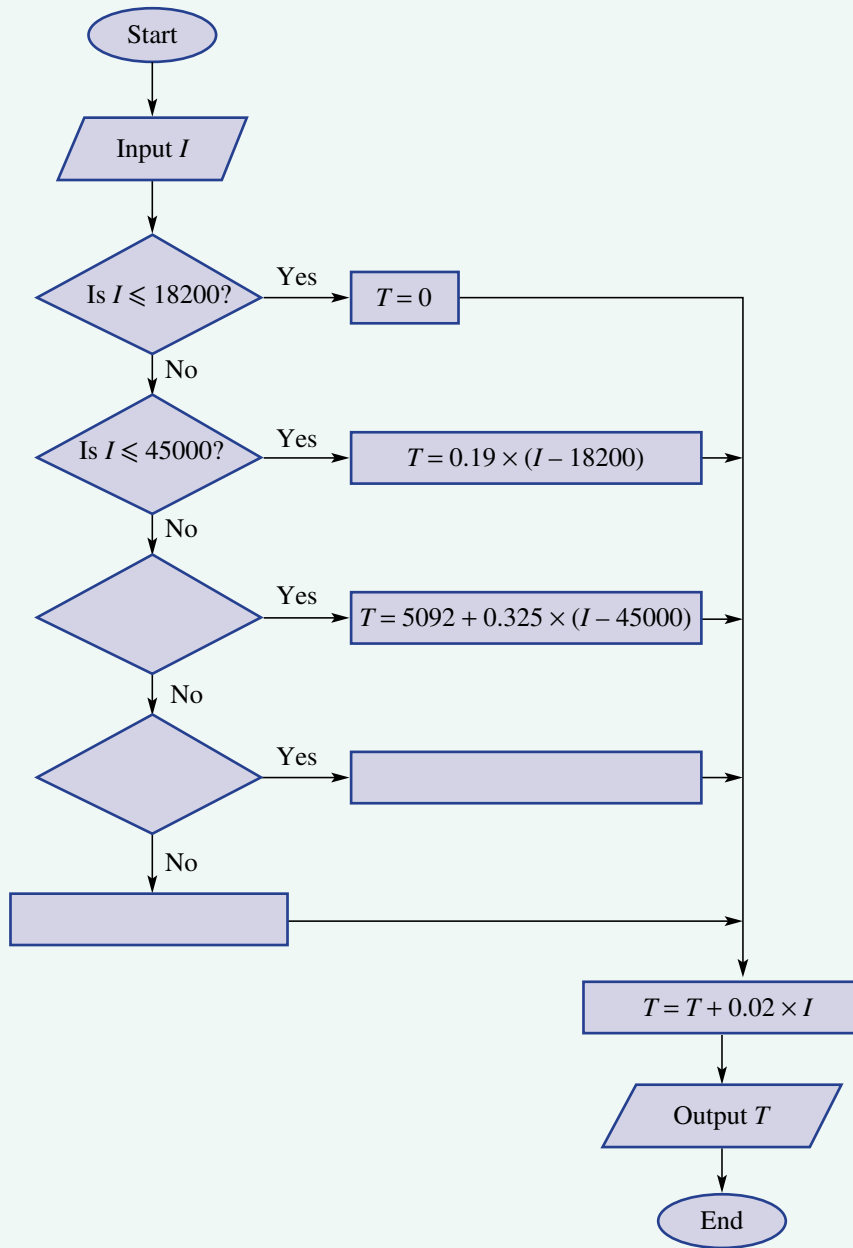 Start
Input I
Is I ⩽ 18200?
Yes
T = 0
No
Is I ⩽ 45000?
Yes
T = 0.19 × (I – 18200)
No
Yes
T = 5092 + 0.325 × (I – 45000)
No
Yes
No
T = T + 0.02 × I
Output T
End